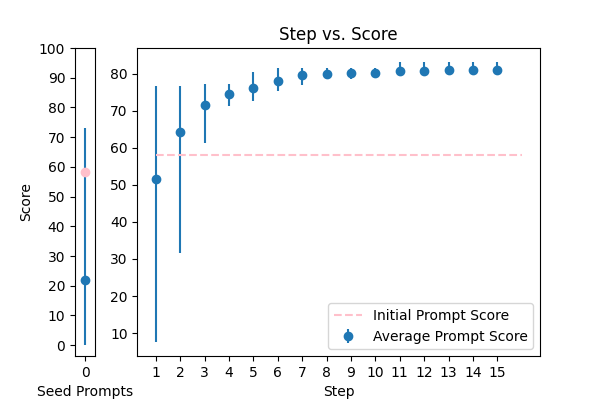 Step vs. Score
Score
100
90
80
70
60
50
40
30
20
10
0
0
Seed Prompts
80
70
60
50
40
30
20
10
1 2 3 4 5 6 7 8 9 10 11 12 13 14 15
Step
Initial Prompt Score
Average Prompt Score